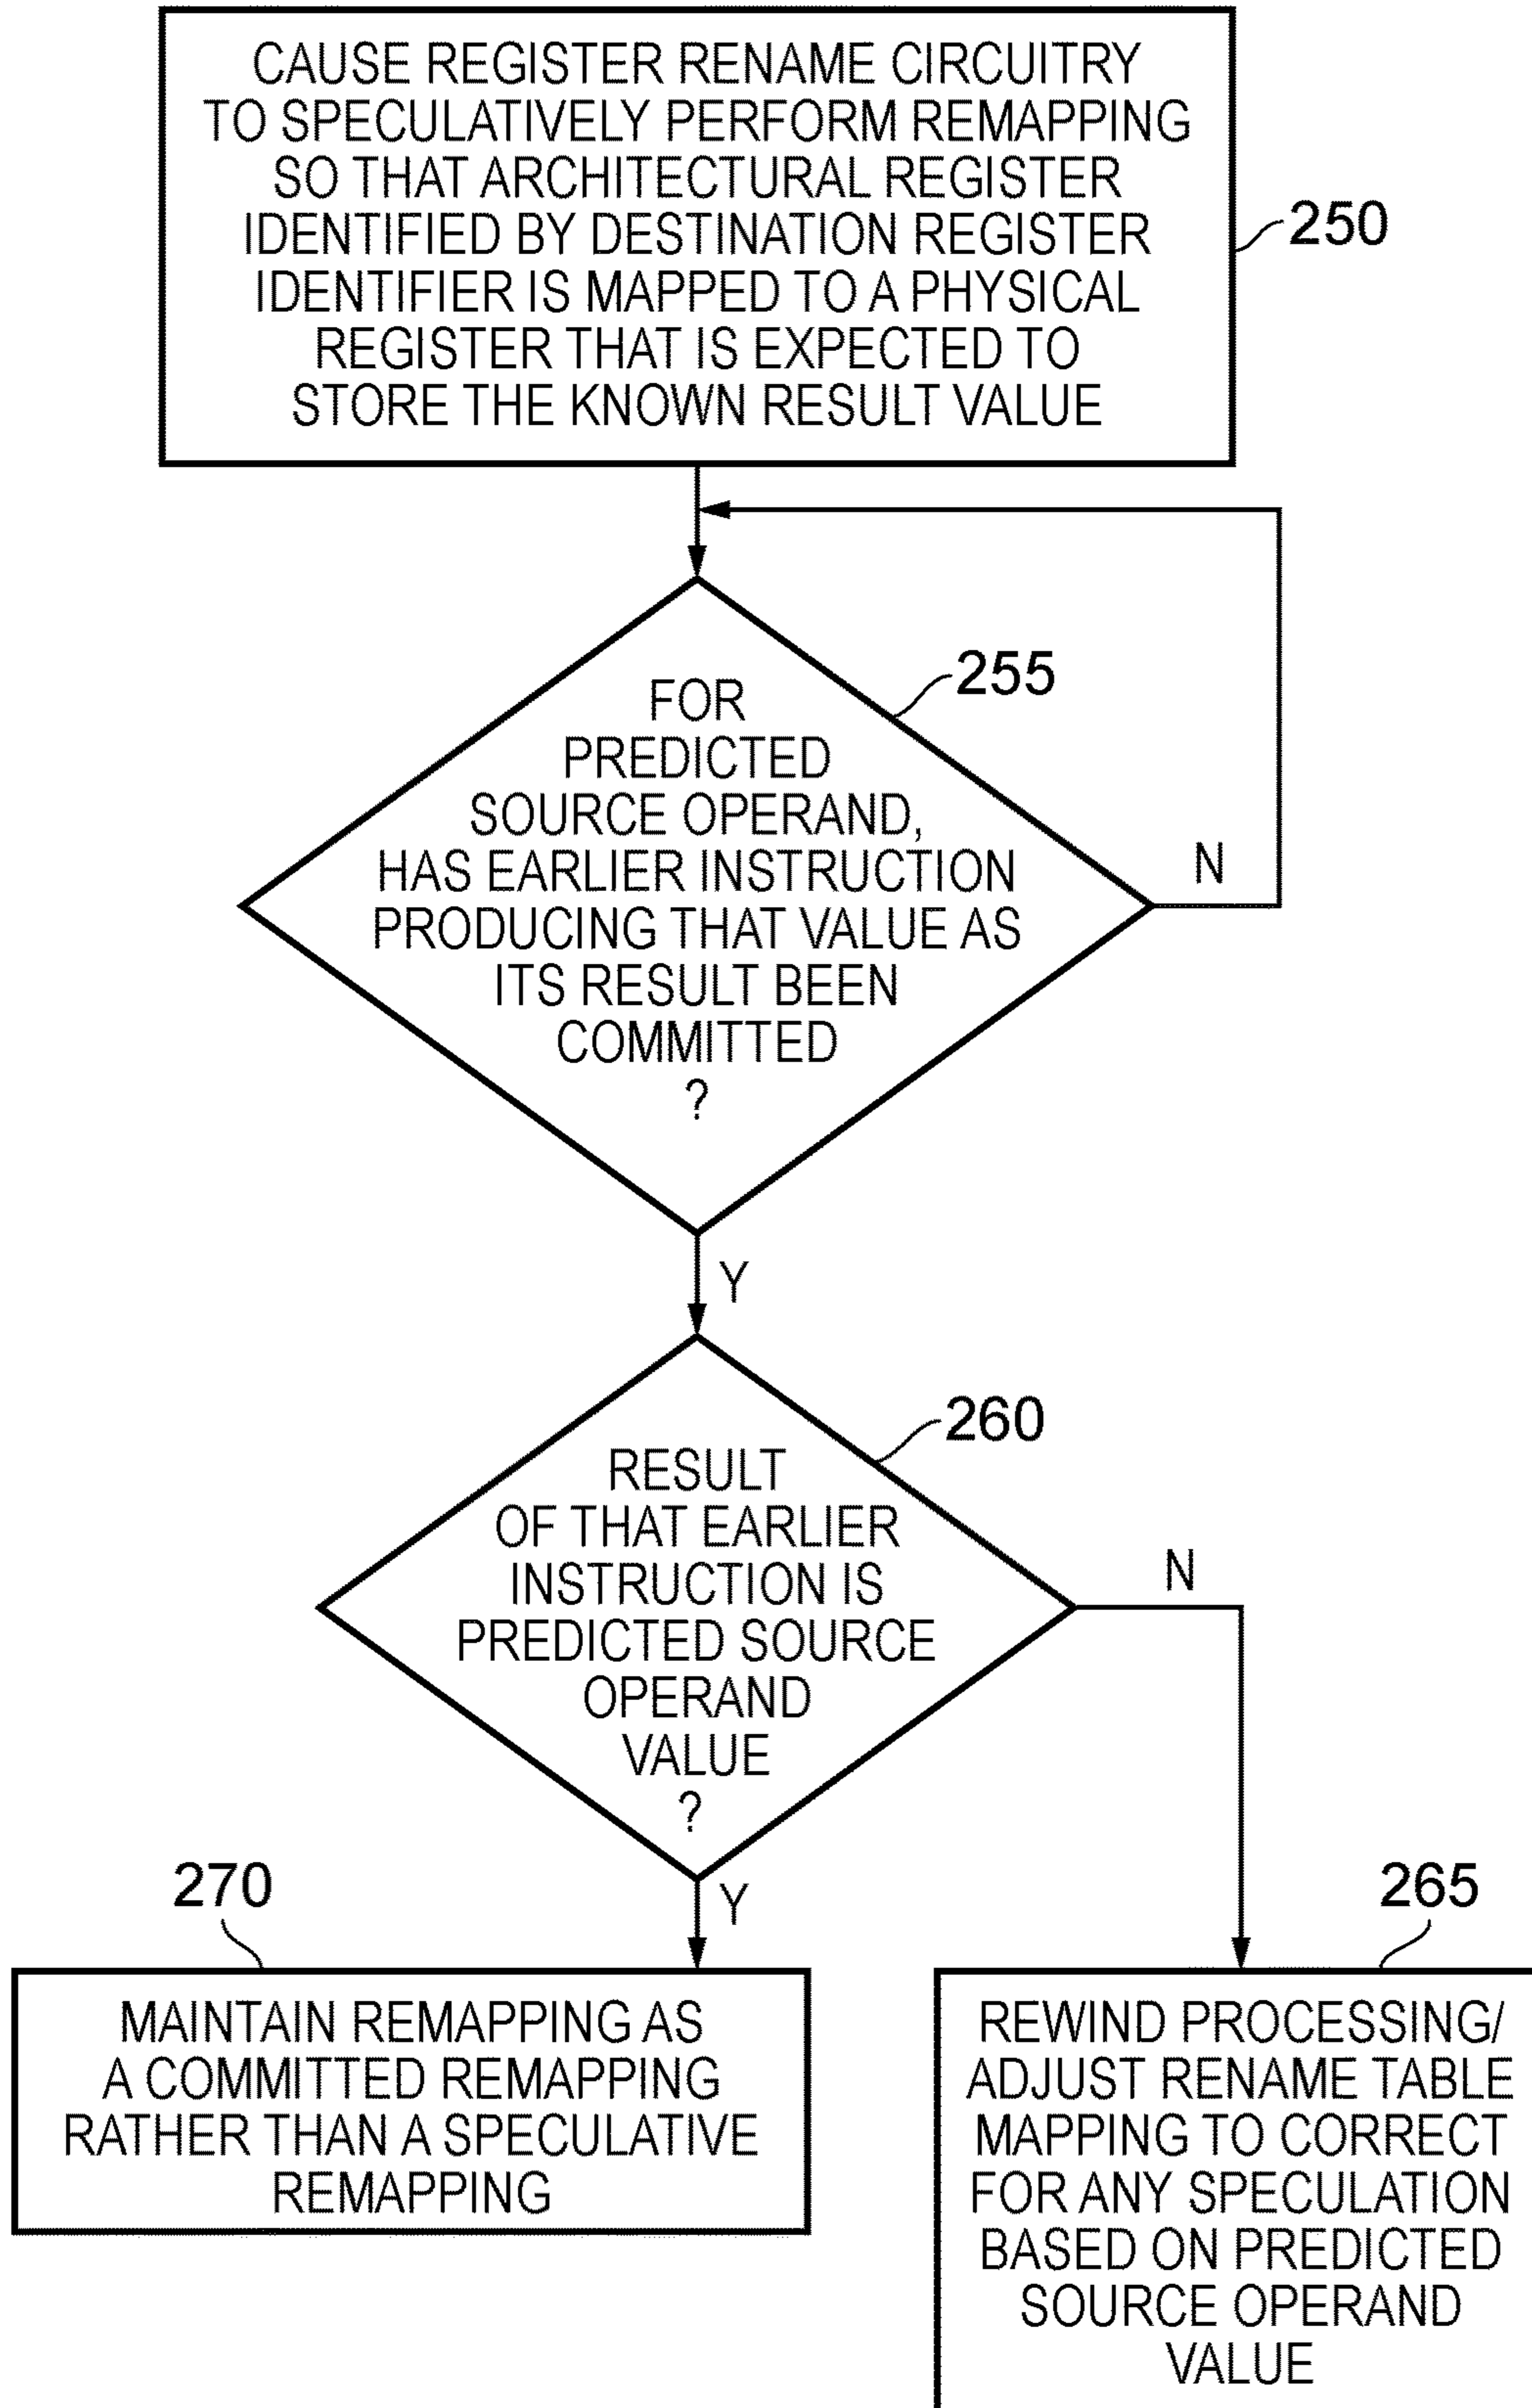 CAUSE REGISTER RENAME CIRCUITRY
TO SPECULATIVELY PERFORM REMAPPING
SO THAT ARCHITECTURAL REGISTER
IDENTIFIED BY DESTINATION REGISTER
IDENTIFIER IS MAPPED TO A PHYSICAL
REGISTER THAT IS EXPECTED TO
STORE THE KNOWN RESULT VALUE
250
255
FOR
PREDICTED
SOURCE OPERAND,
HAS EARLIER INSTRUCTION
PRODUCING THAT VALUE AS
ITS RESULT BEEN
COMMITTED
?
N
Y
260
RESULT
OF THAT EARLIER
INSTRUCTION IS
PREDICTED SOURCE
OPERAND
VALUE
?
N
Y
270
MAINTAIN REMAPPING AS
A COMMITTED REMAPPING
RATHER THAN A SPECULATIVE
REMAPPING
265
REWIND PROCESSING/
ADJUST RENAME TABLE
MAPPING TO CORRECT
FOR ANY SPECULATION
BASED ON PREDICTED
SOURCE OPERAND
VALUE